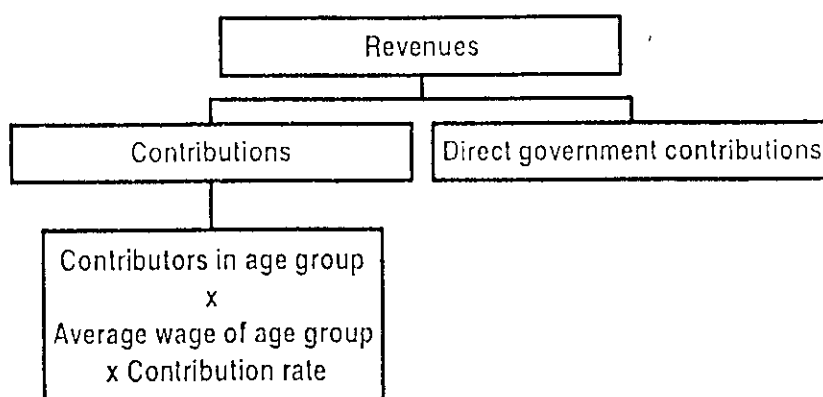 Revenues
Contributions
Direct government contributions
Contributors in age group
x
Average wage of age group
x Contribution rate